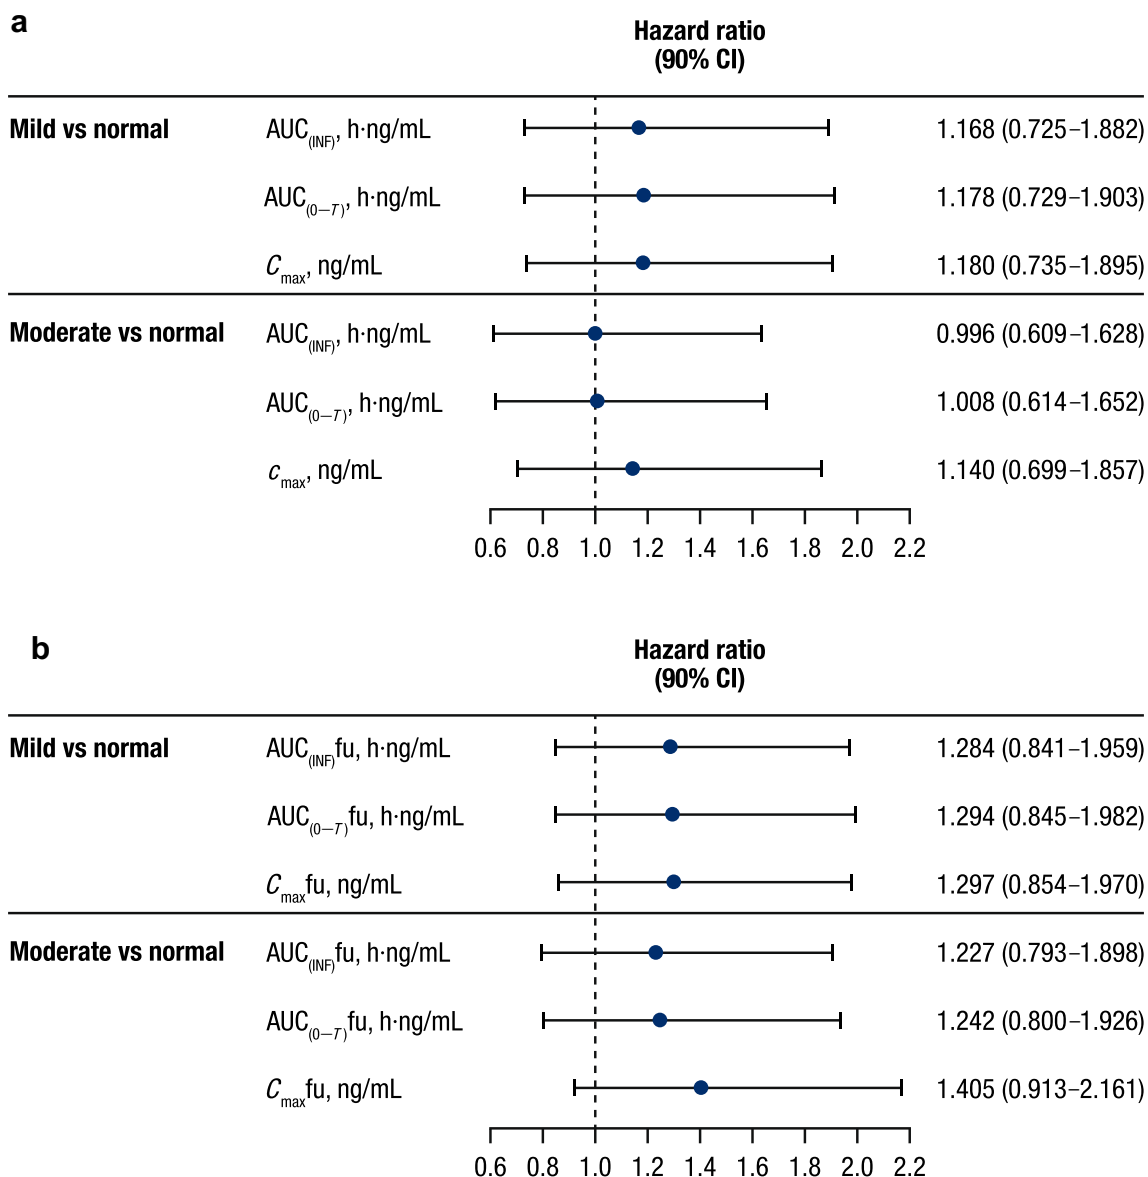 a
Hazard ratio
(90% CI)
Mild vs normal AUC(INF), h·ng/mL 1.168 (0.725–1.882)
AUC(0–T), h·ng/mL 1.178 (0.729–1.903)
Cmax, ng/mL 1.180 (0.735–1.895)
Moderate vs normal AUC(INF), h·ng/mL 0.996 (0.609–1.628)
AUC(0–T), h·ng/mL 1.008 (0.614–1.652)
cmax, ng/mL 1.140 (0.699–1.857)
0.6 0.8 1.0 1.2 1.4 1.6 1.8 2.0 2.2
b
Hazard ratio
(90% CI)
Mild vs normal AUC(INF)fu, h·ng/mL 1.284 (0.841–1.959)
AUC(0–T)fu, h·ng/mL 1.294 (0.845–1.982)
Cmaxfu, ng/mL 1.297 (0.854–1.970)
Moderate vs normal AUC(INF)fu, h·ng/mL 1.227 (0.793–1.898)
AUC(0–T)fu, h·ng/mL 1.242 (0.800–1.926)
Cmaxfu, ng/mL 1.405 (0.913–2.161)
0.6 0.8 1.0 1.2 1.4 1.6 1.8 2.0 2.2